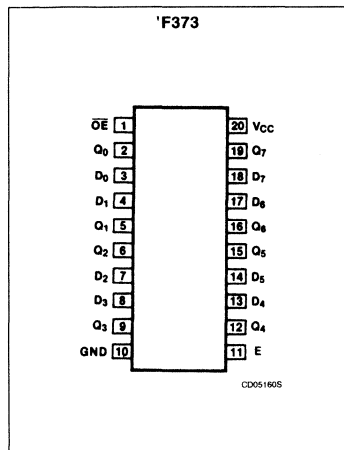 'F373
O̅E̅ 1 20 VCC
Q0 2 19 Q7
D0 3 18 D7
D1 4 17 D6
Q1 5 16 Q6
Q2 6 15 Q5
D2 7 14 D5
D3 8 13 D4
Q3 9 12 Q4
GND 10 11 E
CD05160S